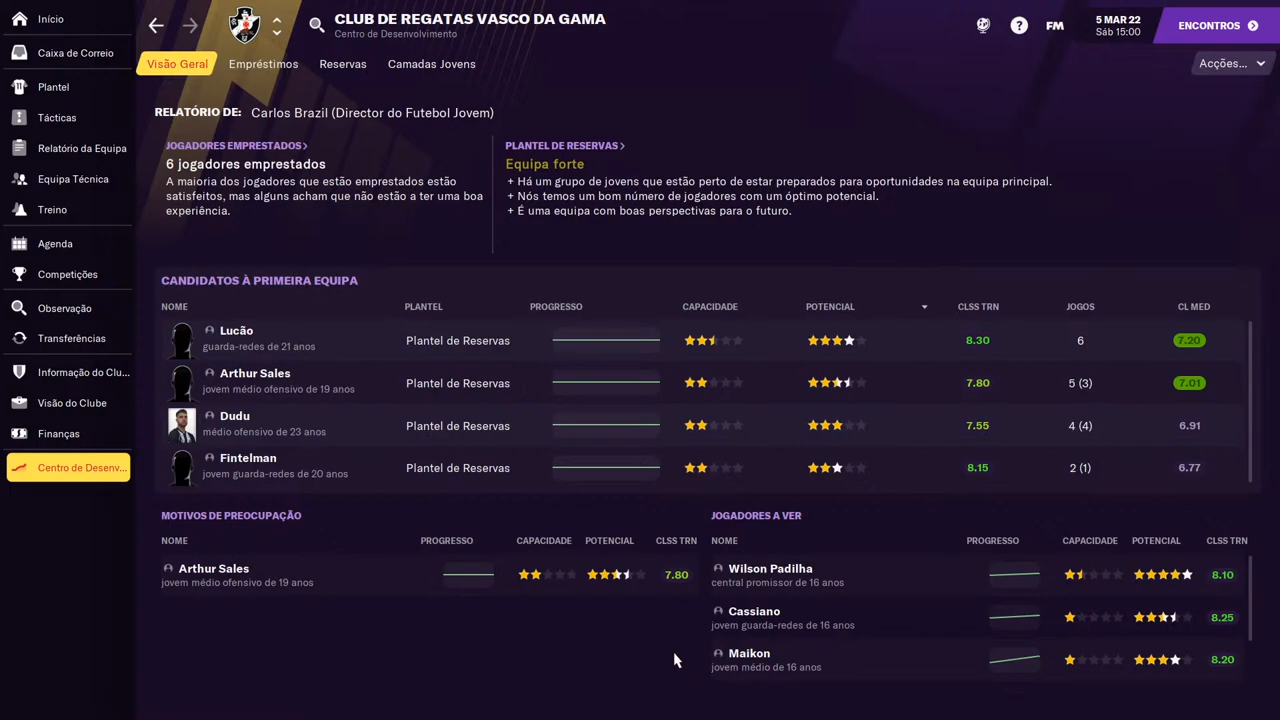 Início
Caixa de Correio
Plantel
Tácticas
Relatório da Equipa
Equipa Técnica
Treino
Agenda
Competições
Observação
Transferências
Informação do Clu...
Visão do Clube
Finanças
Centro de Desenv...
CLUB DE REGATAS VASCO DA GAMA
Centro de Desenvolvimento
?
FM
5 MAR 22
Sáb 15:00
ENCONTROS
Visão Geral
Empréstimos
Reservas
Camadas Jovens
Acções...
RELATÓRIO DE: Carlos Brazil (Director do Futebol Jovem)
JOGADORES EMPRESTADOS >
6 jogadores emprestados
A maioria dos jogadores que estão emprestados estão
satisfeitos, mas alguns acham que não estão a ter uma boa
experiência.
PLANTEL DE RESERVAS >
Equipa forte
+ Há um grupo de jovens que estão perto de estar preparados para oportunidades na equipa principal.
+ Nós temos um bom número de jogadores com um óptimo potencial.
+ É uma equipa com boas perspectivas para o futuro.
CANDIDATOS À PRIMEIRA EQUIPA
NOME PLANTEL PROGRESSO CAPACIDADE POTENCIAL CLSS TRN JOGOS CL MED
Lucão
guarda-redes de 21 anos
Plantel de Reservas 8.30 6 7.20
Arthur Sales
jovem médio ofensivo de 19 anos
Plantel de Reservas 7.80 5 (3) 7.01
Dudu
médio ofensivo de 23 anos
Plantel de Reservas 7.55 4 (4) 6.91
Fintelman
jovem guarda-redes de 20 anos
Plantel de Reservas 8.15 2 (1) 6.77
MOTIVOS DE PREOCUPAÇÃO
NOME PROGRESSO CAPACIDADE POTENCIAL CLSS TRN
Arthur Sales
jovem médio ofensivo de 19 anos
7.80
JOGADORES A VER
NOME PROGRESSO CAPACIDADE POTENCIAL CLSS TRN
Wilson Padilha
central promissor de 16 anos
8.10
Cassiano
jovem guarda-redes de 16 anos
8.25
Maikon
jovem médio de 16 anos
8.20